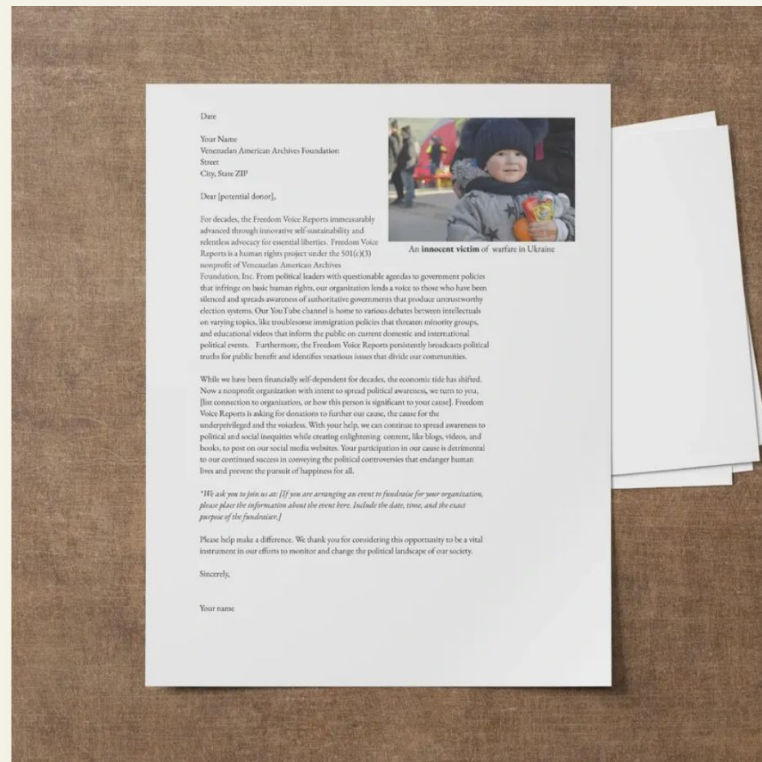 Date
Your Name
Venezuelan American Archives Foundation
Street
City, State ZIP
Dear [potential donor],
For decades, the Freedom Voice Reports immeasurably
advanced through innovative self-sustainability and
relentless advocacy for essential liberties. Freedom Voice
Reports is a human rights project under the 501(c)(3)
nonprofit of Venezuelan American Archives
An innocent victim of warfare in Ukraine
Foundation, Inc. From political leaders with questionable agendas to government policies
that infringe on basic human rights, our organization lends a voice to those who have been
silenced and spreads awareness of authoritative governments that produce untrustworthy
election systems. Our YouTube channel is home to various debates between intellectuals
on varying topics, like troublesome immigration policies that threaten minority groups,
and educational videos that inform the public on current domestic and international
political events. Furthermore, the Freedom Voice Reports persistently broadcasts political
truths for public benefit and identifies vexatious issues that divide our communities.
While we have been financially self-dependent for decades, the economic tide has shifted.
Now a nonprofit organization with intent to spread political awareness, we turn to you,
[list connection to organization, or how this person is significant to your cause]. Freedom
Voice Reports is asking for donations to further our cause, the cause for the
underprivileged and the voiceless. With your help, we can continue to spread awareness to
political and social inequities while creating enlightening content, like blogs, videos, and
books, to post on our social media websites. Your participation in our cause is detrimental
to our continued success in conveying the political controversies that endanger human
lives and prevent the pursuit of happiness for all.
*We ask you to join us at: [If you are arranging an event to fundraise for your organization,
please place the information about the event here. Include the date, time, and the exact
purpose of the fundraiser.]
Please help make a difference. We thank you for considering this opportunity to be a vital
instrument in our efforts to monitor and change the political landscape of our society.
Sincerely,
Your name